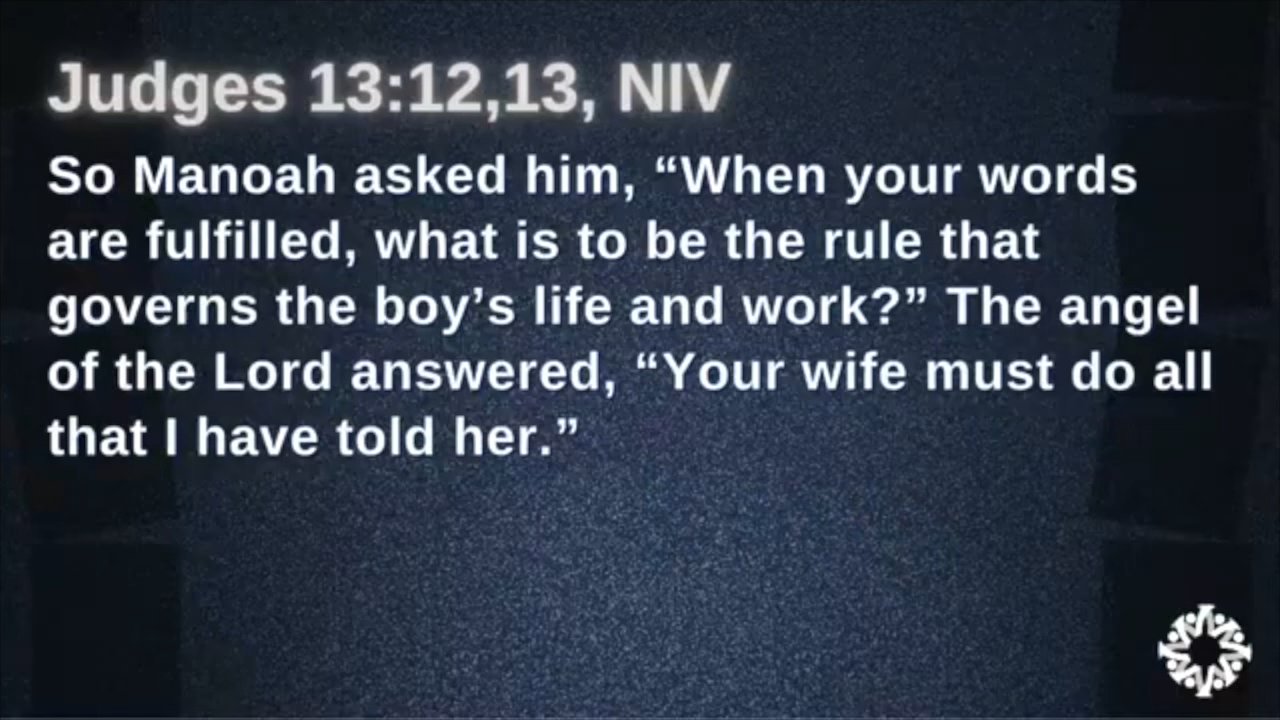 Judges 13:12,13, NIV
So Manoah asked him, “When your words
are fulfilled, what is to be the rule that
governs the boy’s life and work?” The angel
of the Lord answered, “Your wife must do all
that I have told her.”